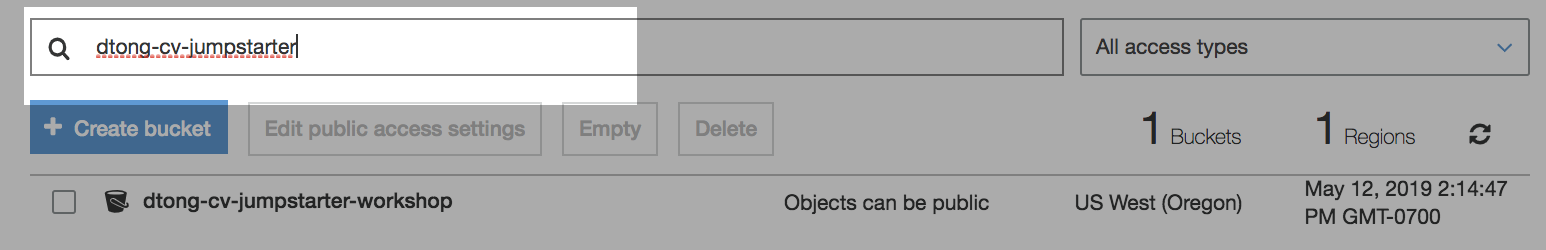 dtong-cv-jumpstarter
All access types
Create bucket
Edit public access settings
Empty
Delete
1 Buckets
1 Regions
dtong-cv-jumpstarter-workshop
Objects can be public
US West (Oregon)
May 12, 2019 2:14:47
PM GMT-0700